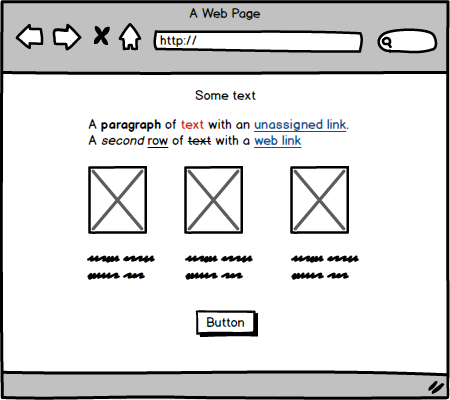 A Web Page
http://
Some text
A paragraph of text with an unassigned link.
A second row of text with a web link
Button